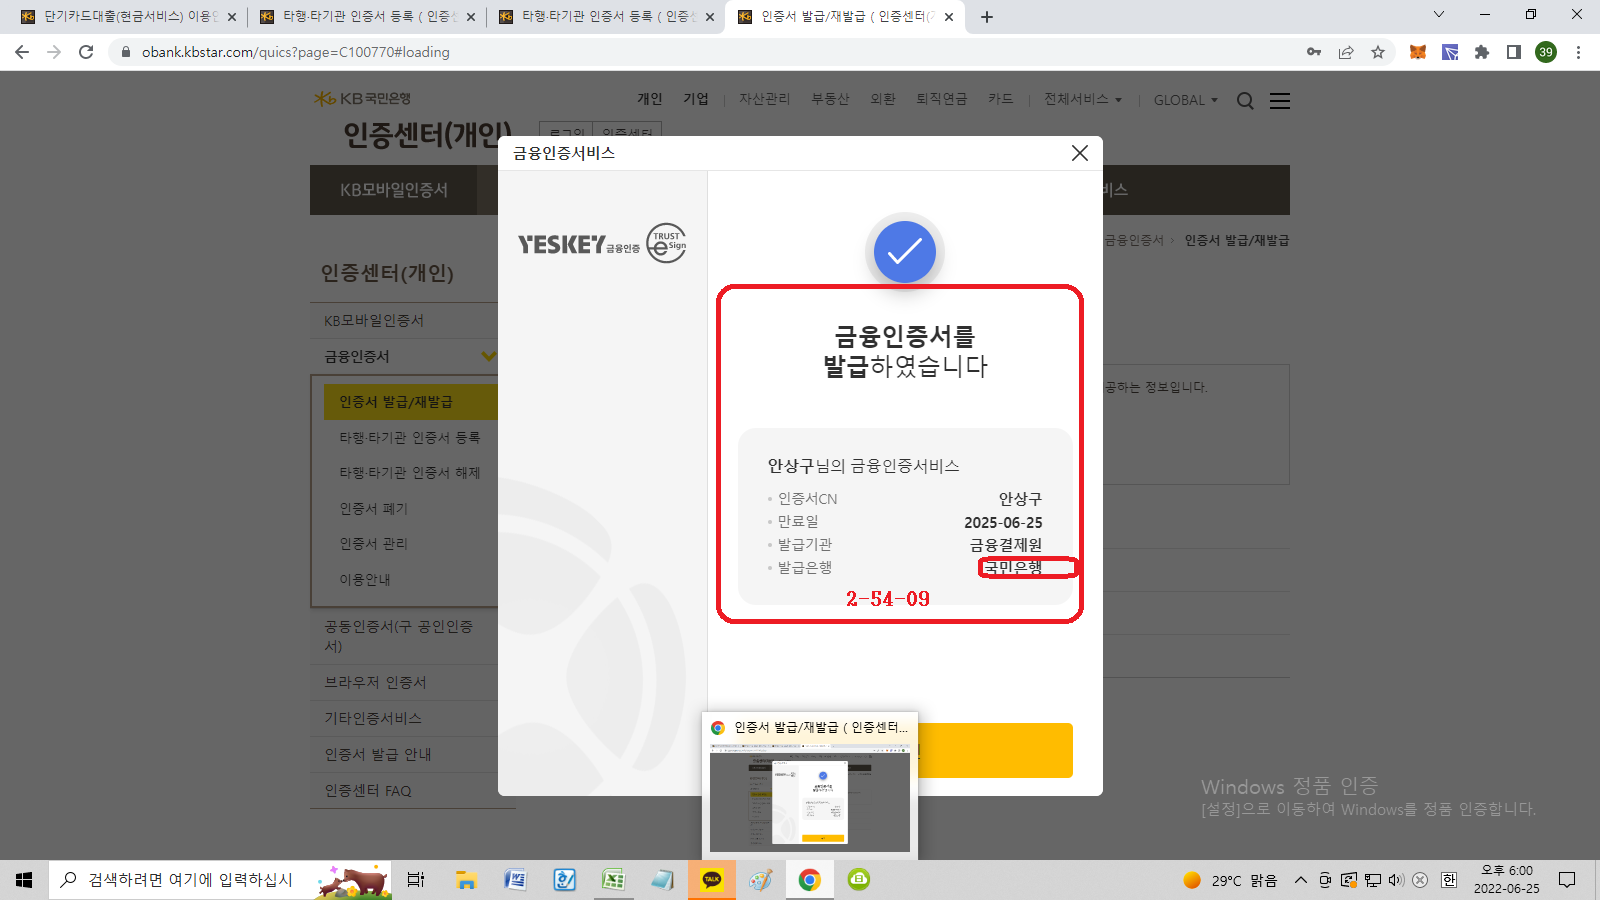 단기카드대출(현금서비스) 이용안
타행·타기관 인증서 등록 ( 인증센
타행·타기관 인증서 등록 ( 인증센
인증서 발급/재발급 ( 인증센터(
obank.kbstar.com/quics?page=C100770#loading
39
KB국민은행
개인 기업 자산관리 부동산 외환 퇴직연금 카드 전체서비스 GLOBAL
인증센터(개인)
로그인 인증센터
KB모바일인증서
비스
금융인증서 > 인증서 발급/재발급
인증센터(개인)
KB모바일인증서
금융인증서
인증서 발급/재발급
타행·타기관 인증서 등록
타행·타기관 인증서 해제
인증서 폐기
인증서 관리
이용안내
공동인증서(구 공인인증
서)
브라우저 인증서
기타인증서비스
인증서 발급 안내
인증센터 FAQ
공하는 정보입니다.
금융인증서비스
YESKEY 금융인증
TRUST
e Sign
금융인증서를
발급하였습니다
안상구님의 금융인증서비스
인증서CN 안상구
만료일 2025-06-25
발급기관 금융결제원
발급은행 국민은행
2-54-09
인증서 발급/재발급 ( 인증센터...
Windows 정품 인증
[설정]으로 이동하여 Windows를 정품 인증합니다.
검색하려면 여기에 입력하십시
TALK
29°C 맑음
한
오후 6:00
2022-06-25